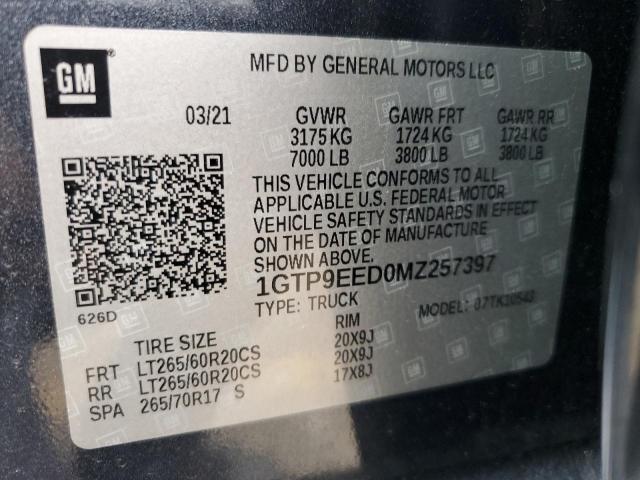 GM
MFD BY GENERAL MOTORS LLC
03/21 GVWR GAWR FRT GAWR RR
3175 KG 1724 KG 1724 KG
7000 LB 3800 LB 3800 LB
THIS VEHICLE CONFORMS TO ALL
APPLICABLE U.S. FEDERAL MOTOR
VEHICLE SAFETY STANDARDS IN EFFECT
ON THE DATE OF MANUFACTURE
SHOWN ABOVE.
1GTP9EED0MZ257397
626D TYPE: TRUCK MODEL: 07TK10543
TIRE SIZE RIM
FRT LT265/60R20CS 20X9J
RR LT265/60R20CS 20X9J
SPA 265/70R17 S 17X8J